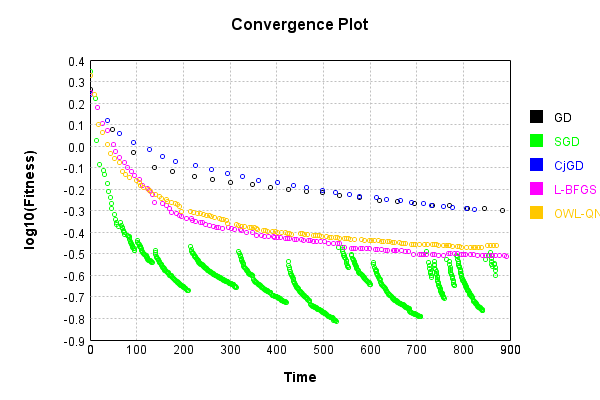 Convergence Plot
0.4
0.3
0.2
0.1
0.0
-0.1
-0.2
-0.3
-0.4
-0.5
-0.6
-0.7
-0.8
-0.9
log10(Fitness)
0 100 200 300 400 500 600 700 800 900
Time
GD
SGD
CjGD
L-BFGS
OWL-QN